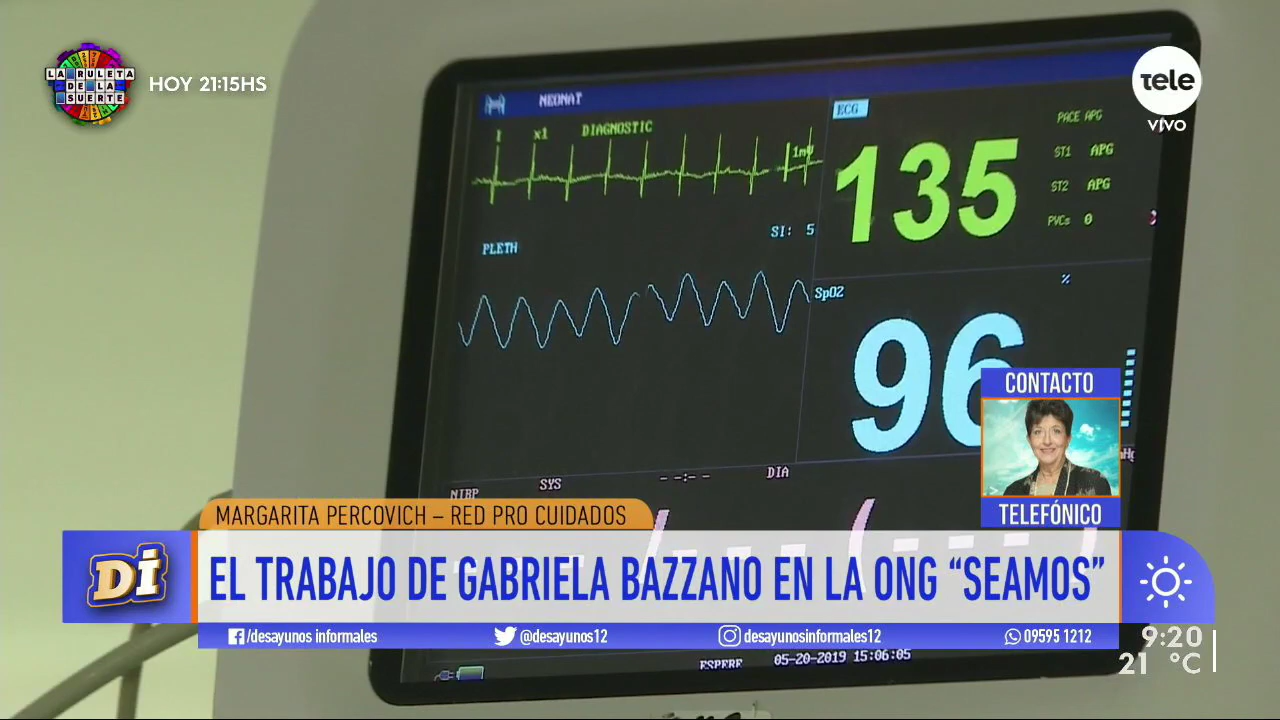 LA RULETA
DE LA
SUERTE
HOY 21:15HS
tele
VIVO
NEONAT
x1 DIAGNOSTIC
1mV
SI: 5
PLETH
ECG
135
PACE APG
ST1 APG
ST2 APG
PVCs 0
SpO2 %
96
NIBP SYS --:-- DIA
CONTACTO
TELEFÓNICO
MARGARITA PERCOVICH – RED PRO CUIDADOS
Di
EL TRABAJO DE GABRIELA BAZZANO EN LA ONG “SEAMOS”
/desayunos informales @desayunos12 desayunosinformales12 09595 1212
9:20
21 °C
ESPERE 05-20-2019 15:06:05